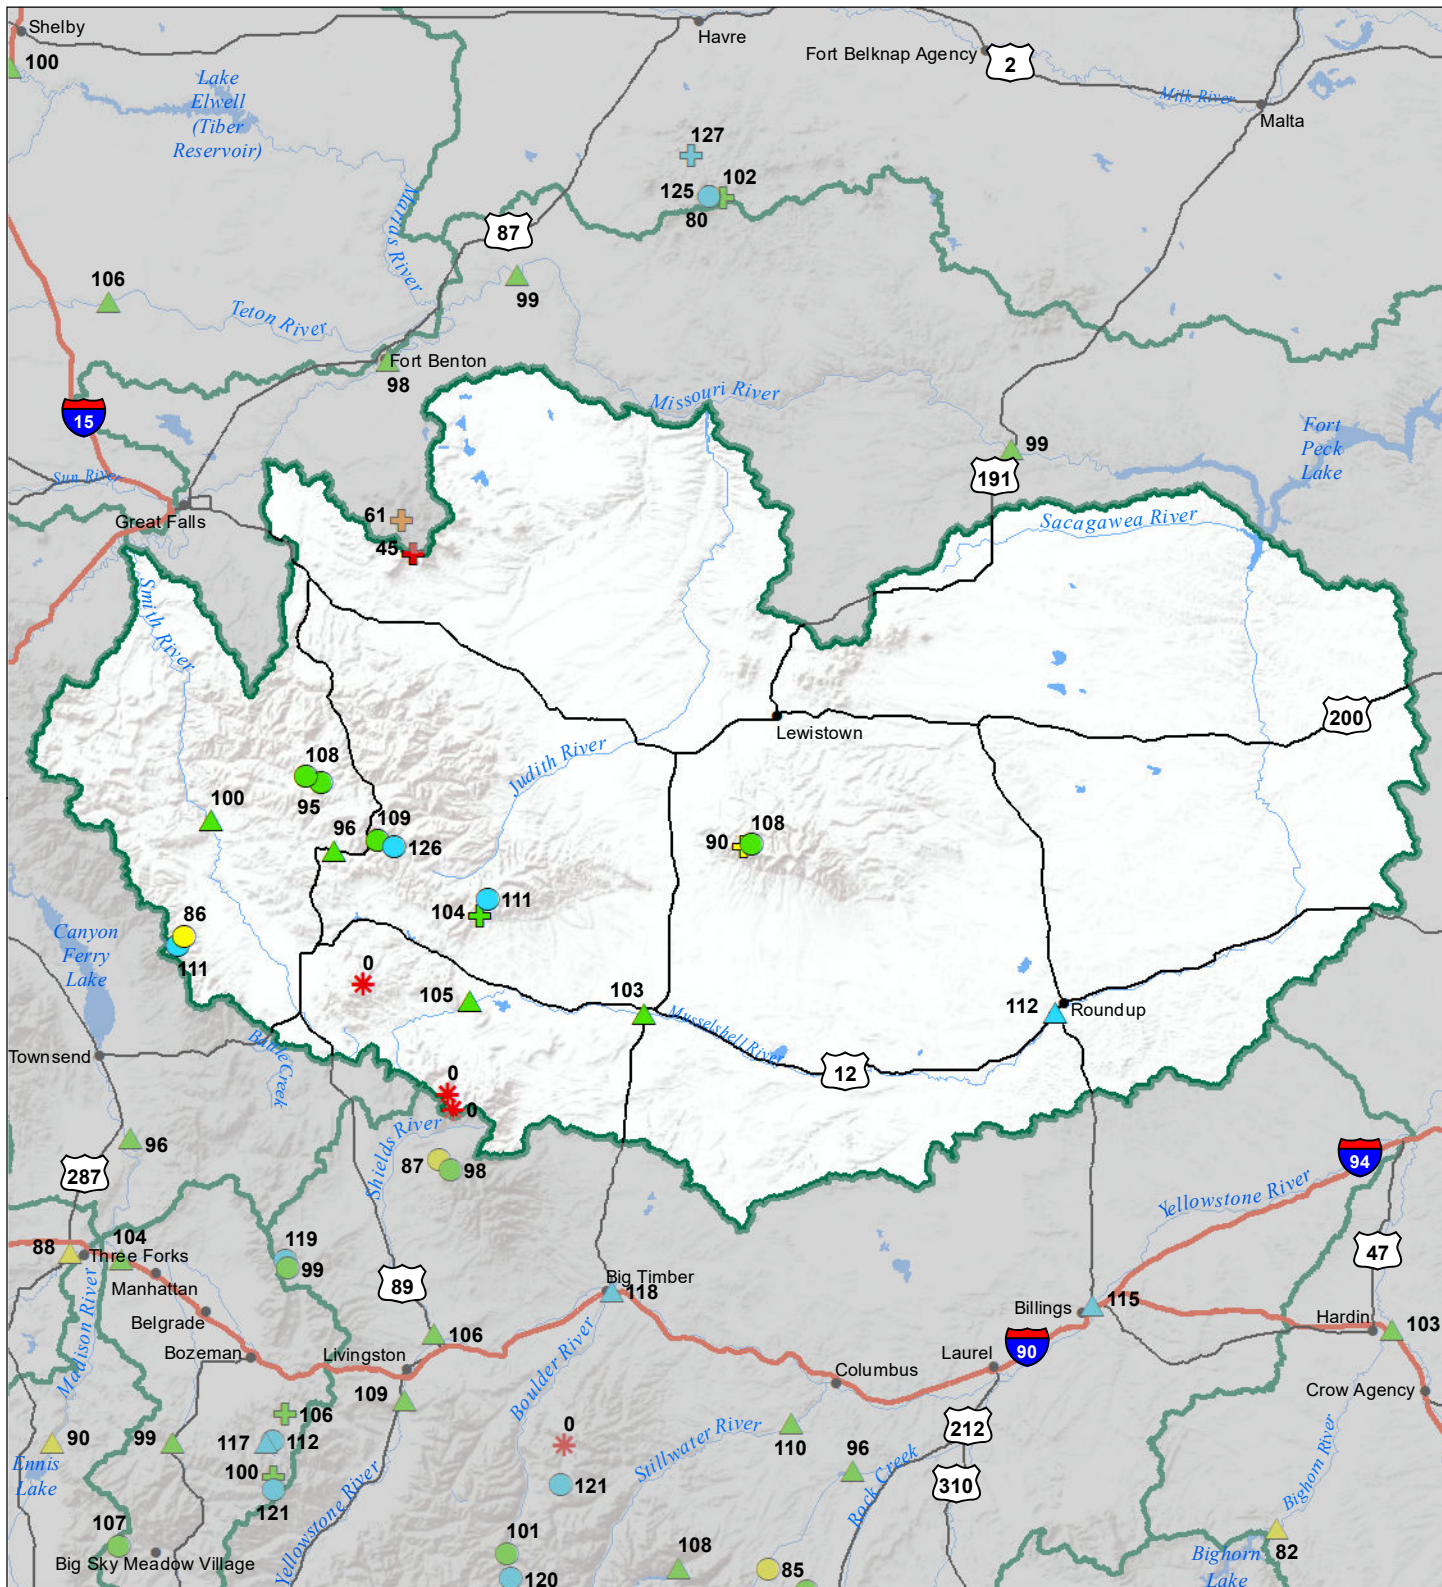 Shelby
Havre
Fort Belknap Agency
2
100
Lake
Elwell
(Tiber
Reservoir)
Milk River
Malta
127
102
125
80
Marias River
87
106
99
Teton River
Fort Benton
98
Missouri River
15
Fort
Peck
Lake
99
191
Sun River
Great Falls
61
45
Sacagawea River
Smith River
200
Lewistown
Judith River
108
95
100
96
109
126
108
90
111
104
86
111
Canyon
Ferry
Lake
0
105
103
112
Roundup
Musselshell River
Townsend
Battle Creek
12
0
0
96
Shields River
87
98
287
94
Yellowstone River
88
104
Three Forks
119
99
Manhattan
47
89
Big Timber
118
Billings
115
Belgrade
Madison River
106
Hardin
103
Bozeman
Livingston
Boulder River
Laurel
90
Columbus
Crow Agency
109
106
0
Stillwater River
110
212
90
99
117
112
96
Ennis
Lake
100
121
121
310
Rock Creek
Bighorn River
107
Yellowstone River
101
108
85
82
Big Sky Meadow Village
120
Bighorn
Lake